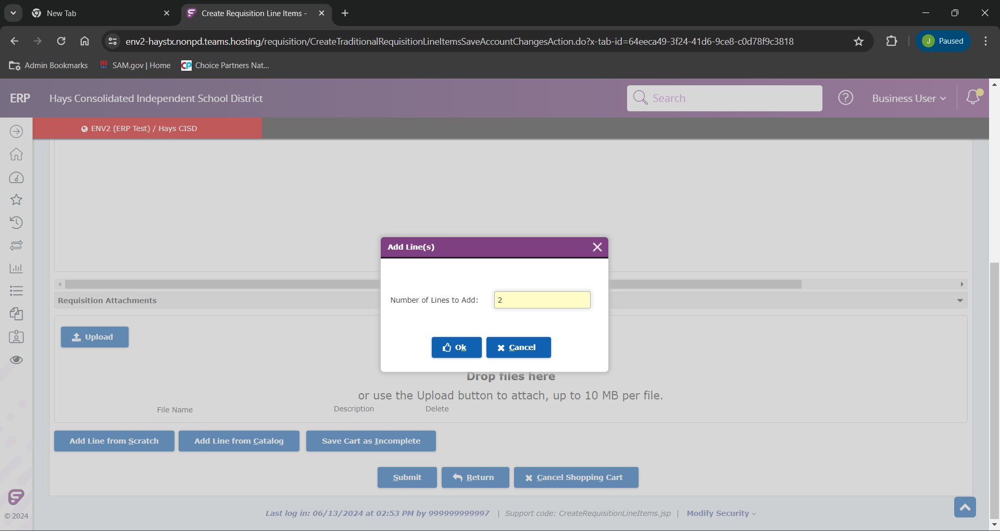 New Tab
Create Requisition Line Items -
env2-haystx.nonpd.teams.hosting/requisition/CreateTraditionalRequisitionLineItemsSaveAccountChangesAction.do?x-tab-id=64eeca49-3f24-41d6-9ce8-c0d78f9c3818
J Paused
Admin Bookmarks
SAM.gov | Home
CP Choice Partners Nat...
ERP Hays Consolidated Independent School District
Search
? Business User
ENV2 (ERP Test) / Hays CISD
Add Line(s)
Number of Lines to Add: 2
Ok
Cancel
Requisition Attachments
Upload
Drop files here
or use the Upload button to attach, up to 10 MB per file.
File Name Description Delete
Add Line from Scratch
Add Line from Catalog
Save Cart as Incomplete
Submit
Return
Cancel Shopping Cart
Last log in: 06/13/2024 at 02:53 PM by 999999999997 | Support code: CreateRequisitionLineItems.jsp | Modify Security
© 2024